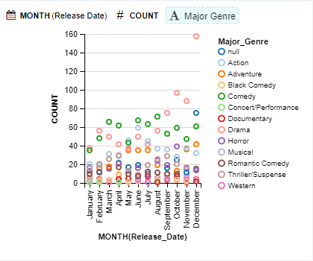 MONTH (Release Date) # COUNT A Major Genre
160
140
120
100
80
60
40
20
0
COUNT
January
February
March
April
May
June
July
August
September
October
November
December
MONTH(Release_Date)
Major_Genre
null
Action
Adventure
Black Comedy
Comedy
Concert/Performance
Documentary
Drama
Horror
Musical
Romantic Comedy
Thriller/Suspense
Western